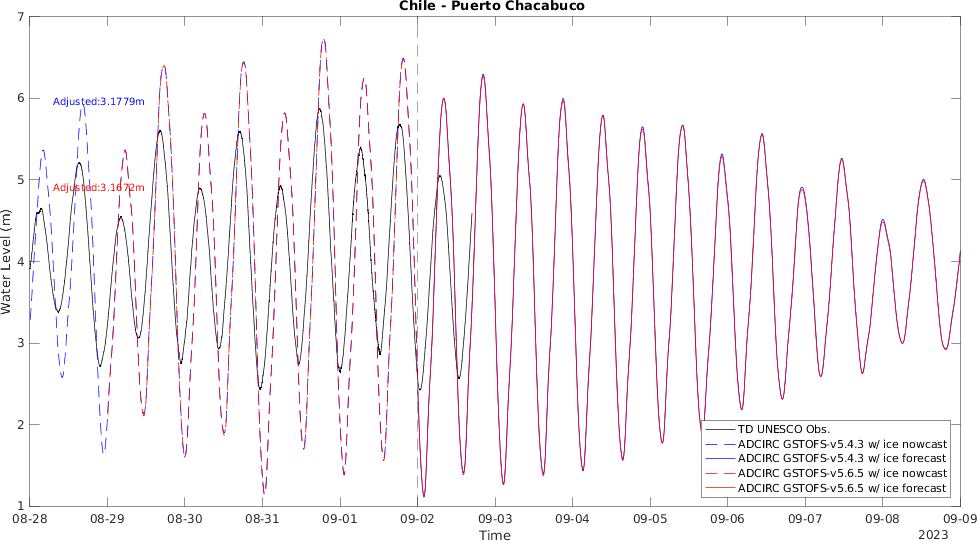 Chile - Puerto Chacabuco
7
6
5
4
3
2
1
Water Level (m)
Adjusted:3.1779m
Adjusted:3.1672m
TD UNESCO Obs.
ADCIRC GSTOFS-v5.4.3 w/ ice nowcast
ADCIRC GSTOFS-v5.4.3 w/ ice forecast
ADCIRC GSTOFS-v5.6.5 w/ ice nowcast
ADCIRC GSTOFS-v5.6.5 w/ ice forecast
08-28 08-29 08-30 08-31 09-01 09-02 09-03 09-04 09-05 09-06 09-07 09-08 09-09
Time
2023